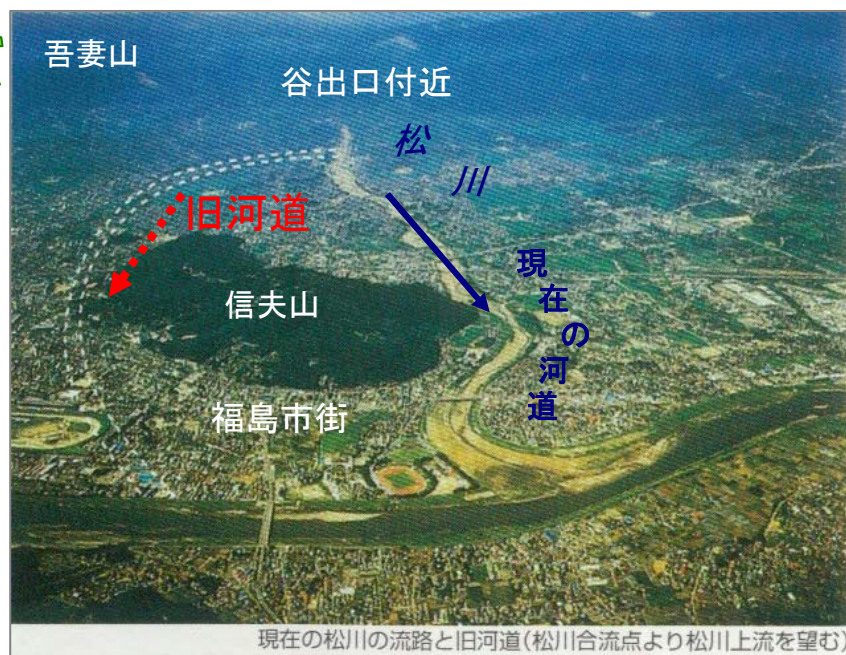 吾妻山
谷出口付近
松川
旧河道
信夫山
現在の河道
福島市街
現在の松川の流路と旧河道(松川合流点より松川上流を望む)